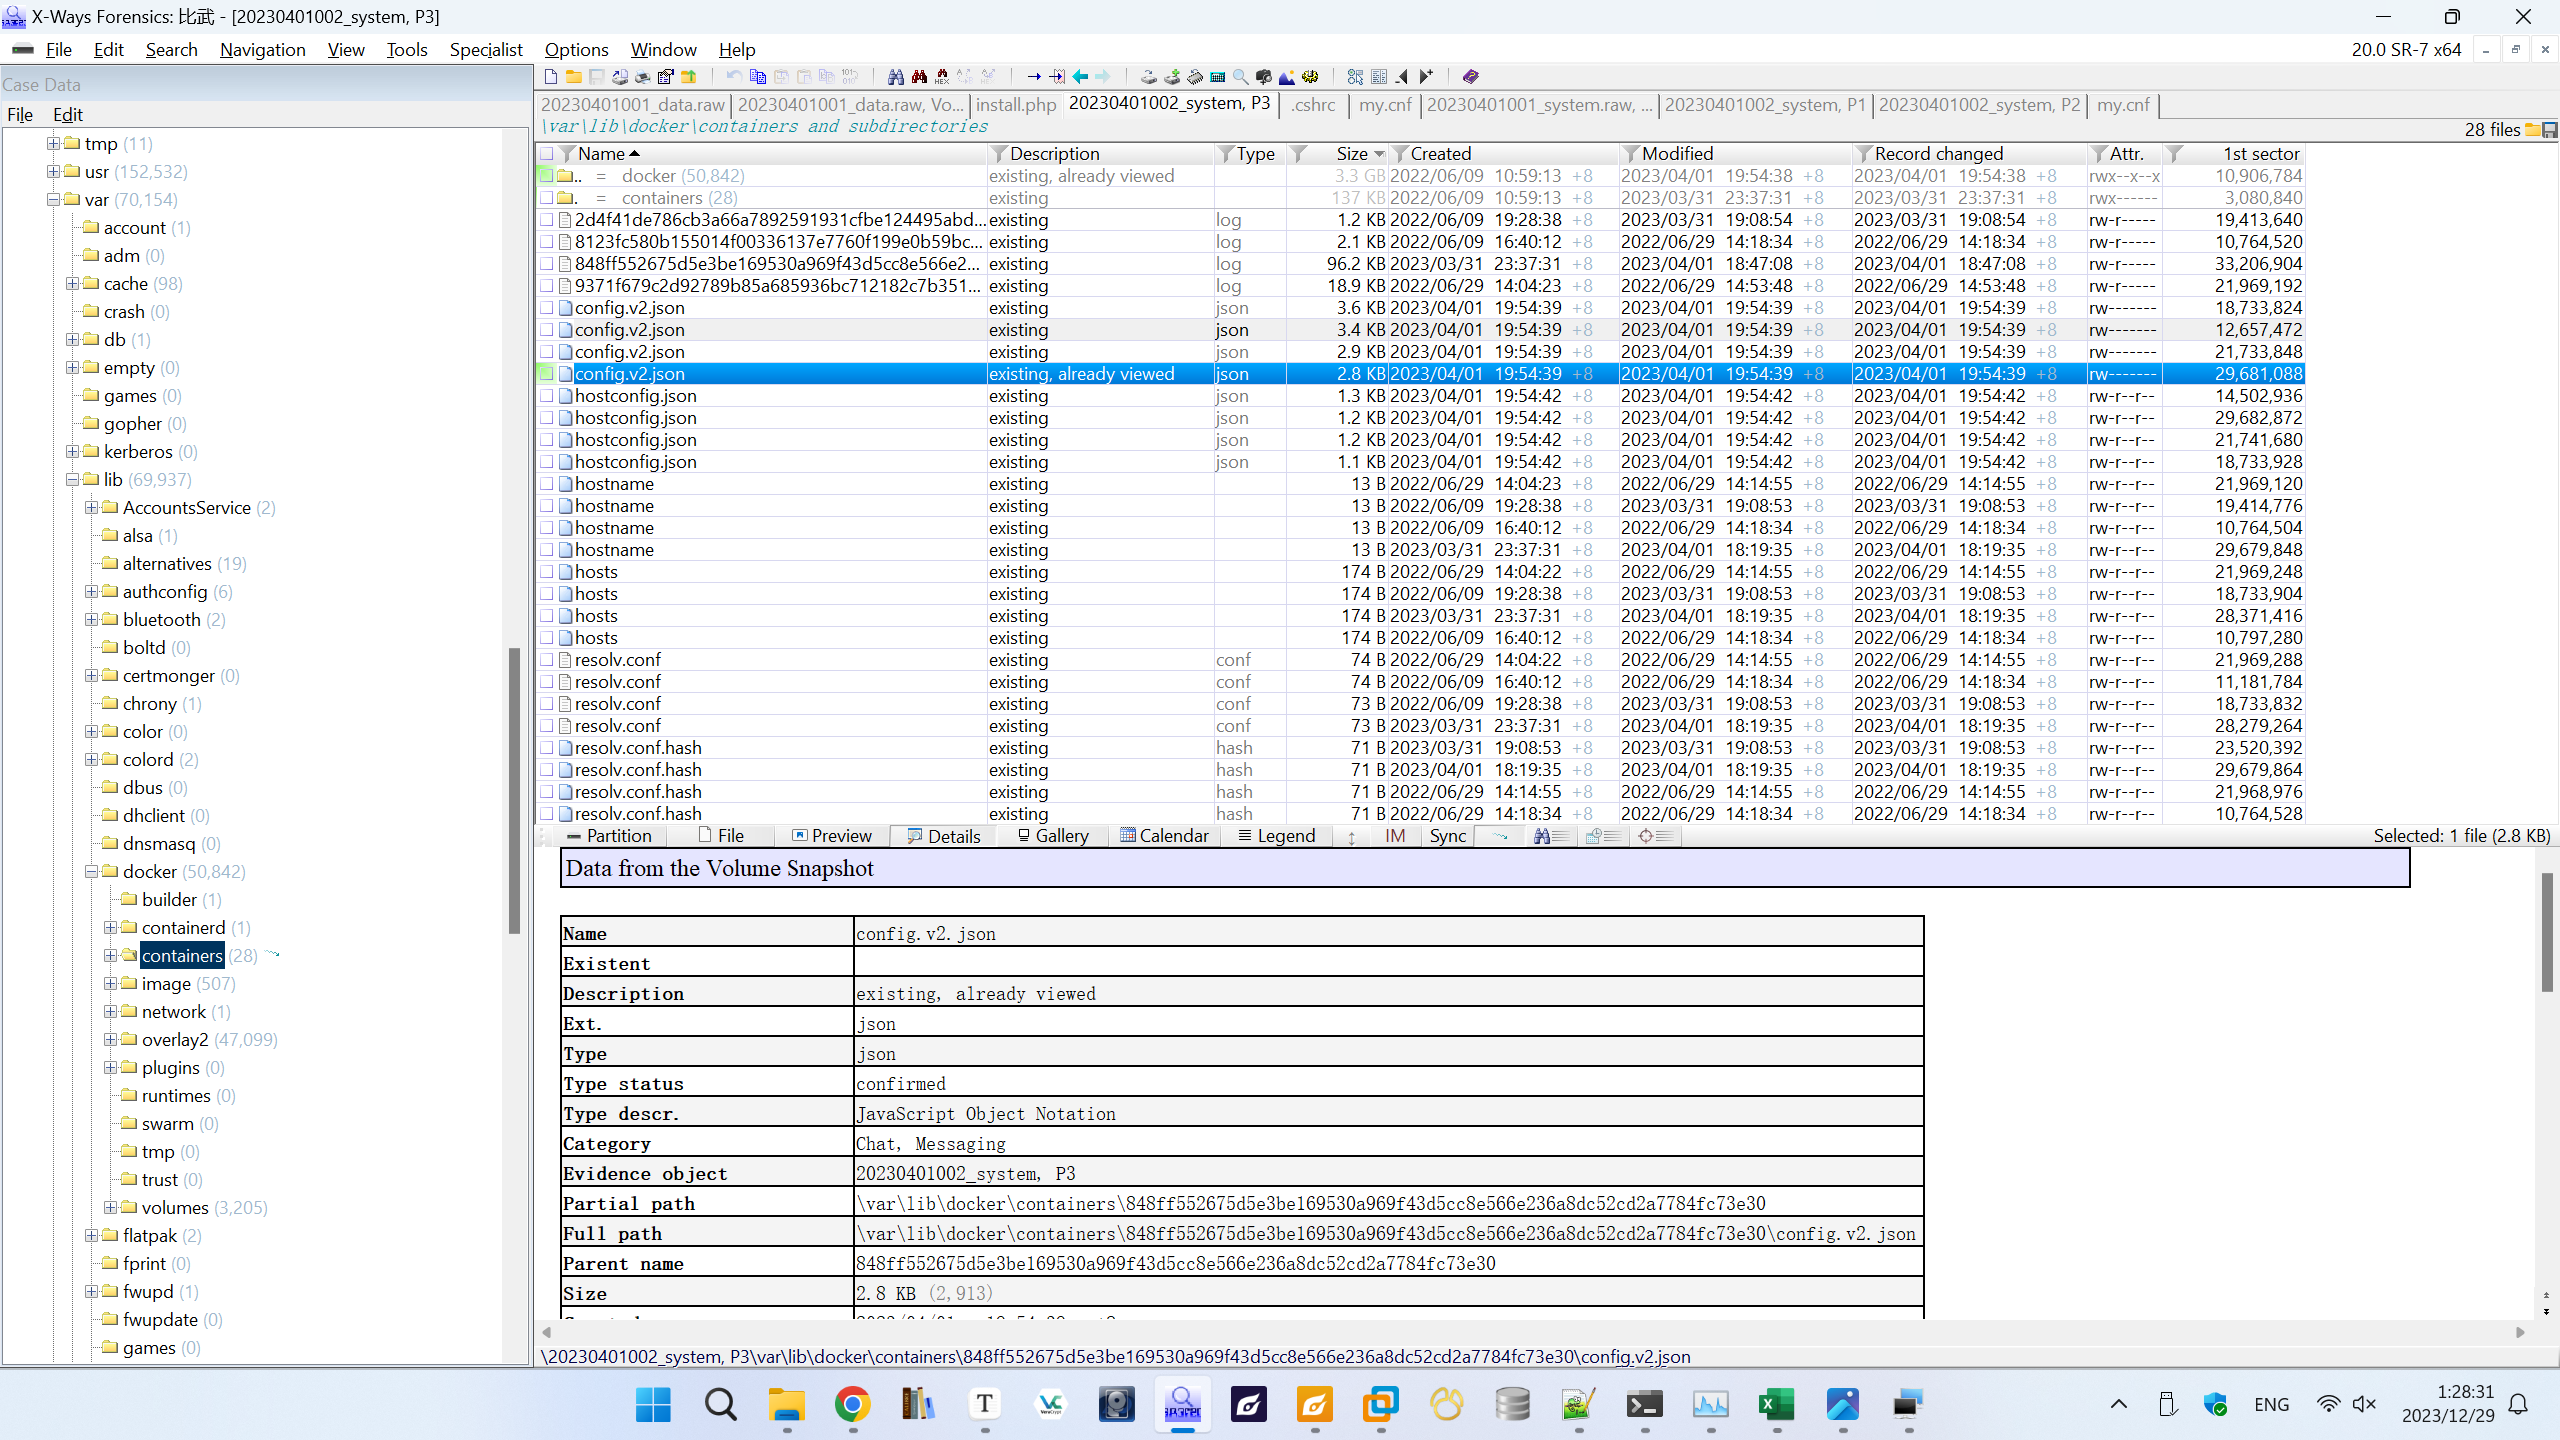 X-Ways Forensics: 比武 - [20230401002_system, P3]
File Edit Search Navigation View Tools Specialist Options Window Help 20.0 SR-7 x64
Case Data
File Edit
tmp (11)
usr (152,532)
var (70,154)
account (1)
adm (0)
cache (98)
crash (0)
db (1)
empty (0)
games (0)
gopher (0)
kerberos (0)
lib (69,937)
AccountsService (2)
alsa (1)
alternatives (19)
authconfig (6)
bluetooth (2)
boltd (0)
certmonger (0)
chrony (1)
color (0)
colord (2)
dbus (0)
dhclient (0)
dnsmasq (0)
docker (50,842)
builder (1)
containerd (1)
containers (28)
image (507)
network (1)
overlay2 (47,099)
plugins (0)
runtimes (0)
swarm (0)
tmp (0)
trust (0)
volumes (3,205)
flatpak (2)
fprint (0)
fwupd (1)
fwupdate (0)
games (0)
20230401001_data.raw 20230401001_data.raw, Vo... install.php 20230401002_system, P3 .cshrc my.cnf 20230401001_system.raw, ... 20230401002_system, P1 20230401002_system, P2 my.cnf
\var\lib\docker\containers and subdirectories 28 files
Name Description Type Size Created Modified Record changed Attr. 1st sector
.. = docker (50,842) existing, already viewed 3.3 GB 2022/06/09 10:59:13 +8 2023/04/01 19:54:38 +8 2023/04/01 19:54:38 +8 rwx--x--x 10,906,784
. = containers (28) existing 137 KB 2022/06/09 10:59:13 +8 2023/03/31 23:37:31 +8 2023/03/31 23:37:31 +8 rwx------ 3,080,840
2d4f41de786cb3a66a7892591931cfbe124495abd... existing log 1.2 KB 2022/06/09 19:28:38 +8 2023/03/31 19:08:54 +8 2023/03/31 19:08:54 +8 rw-r----- 19,413,640
8123fc580b155014f00336137e7760f199e0b59bc... existing log 2.1 KB 2022/06/09 16:40:12 +8 2022/06/29 14:18:34 +8 2022/06/29 14:18:34 +8 rw-r----- 10,764,520
848ff552675d5e3be169530a969f43d5cc8e566e2... existing log 96.2 KB 2023/03/31 23:37:31 +8 2023/04/01 18:47:08 +8 2023/04/01 18:47:08 +8 rw-r----- 33,206,904
9371f679c2d92789b85a685936bc712182c7b351... existing log 18.9 KB 2022/06/29 14:04:23 +8 2022/06/29 14:53:48 +8 2022/06/29 14:53:48 +8 rw-r----- 21,969,192
config.v2.json existing json 3.6 KB 2023/04/01 19:54:39 +8 2023/04/01 19:54:39 +8 2023/04/01 19:54:39 +8 rw------- 18,733,824
config.v2.json existing json 3.4 KB 2023/04/01 19:54:39 +8 2023/04/01 19:54:39 +8 2023/04/01 19:54:39 +8 rw------- 12,657,472
config.v2.json existing json 2.9 KB 2023/04/01 19:54:39 +8 2023/04/01 19:54:39 +8 2023/04/01 19:54:39 +8 rw------- 21,733,848
config.v2.json existing, already viewed json 2.8 KB 2023/04/01 19:54:39 +8 2023/04/01 19:54:39 +8 2023/04/01 19:54:39 +8 rw------- 29,681,088
hostconfig.json existing json 1.3 KB 2023/04/01 19:54:42 +8 2023/04/01 19:54:42 +8 2023/04/01 19:54:42 +8 rw-r--r-- 14,502,936
hostconfig.json existing json 1.2 KB 2023/04/01 19:54:42 +8 2023/04/01 19:54:42 +8 2023/04/01 19:54:42 +8 rw-r--r-- 29,682,872
hostconfig.json existing json 1.2 KB 2023/04/01 19:54:42 +8 2023/04/01 19:54:42 +8 2023/04/01 19:54:42 +8 rw-r--r-- 21,741,680
hostconfig.json existing json 1.1 KB 2023/04/01 19:54:42 +8 2023/04/01 19:54:42 +8 2023/04/01 19:54:42 +8 rw-r--r-- 18,733,928
hostname existing 13 B 2022/06/29 14:04:23 +8 2022/06/29 14:14:55 +8 2022/06/29 14:14:55 +8 rw-r--r-- 21,969,120
hostname existing 13 B 2022/06/09 19:28:38 +8 2023/03/31 19:08:53 +8 2023/03/31 19:08:53 +8 rw-r--r-- 19,414,776
hostname existing 13 B 2022/06/09 16:40:12 +8 2022/06/29 14:18:34 +8 2022/06/29 14:18:34 +8 rw-r--r-- 10,764,504
hostname existing 13 B 2023/03/31 23:37:31 +8 2023/04/01 18:19:35 +8 2023/04/01 18:19:35 +8 rw-r--r-- 29,679,848
hosts existing 174 B 2022/06/29 14:04:22 +8 2022/06/29 14:14:55 +8 2022/06/29 14:14:55 +8 rw-r--r-- 21,969,248
hosts existing 174 B 2022/06/09 19:28:38 +8 2023/03/31 19:08:53 +8 2023/03/31 19:08:53 +8 rw-r--r-- 18,733,904
hosts existing 174 B 2023/03/31 23:37:31 +8 2023/04/01 18:19:35 +8 2023/04/01 18:19:35 +8 rw-r--r-- 28,371,416
hosts existing 174 B 2022/06/09 16:40:12 +8 2022/06/29 14:18:34 +8 2022/06/29 14:18:34 +8 rw-r--r-- 10,797,280
resolv.conf existing conf 74 B 2022/06/29 14:04:22 +8 2022/06/29 14:14:55 +8 2022/06/29 14:14:55 +8 rw-r--r-- 21,969,288
resolv.conf existing conf 74 B 2022/06/09 16:40:12 +8 2022/06/29 14:18:34 +8 2022/06/29 14:18:34 +8 rw-r--r-- 11,181,784
resolv.conf existing conf 73 B 2022/06/09 19:28:38 +8 2023/03/31 19:08:53 +8 2023/03/31 19:08:53 +8 rw-r--r-- 18,733,832
resolv.conf existing conf 73 B 2023/03/31 23:37:31 +8 2023/04/01 18:19:35 +8 2023/04/01 18:19:35 +8 rw-r--r-- 28,279,264
resolv.conf.hash existing hash 71 B 2023/03/31 19:08:53 +8 2023/03/31 19:08:53 +8 2023/03/31 19:08:53 +8 rw-r--r-- 23,520,392
resolv.conf.hash existing hash 71 B 2023/04/01 18:19:35 +8 2023/04/01 18:19:35 +8 2023/04/01 18:19:35 +8 rw-r--r-- 29,679,864
resolv.conf.hash existing hash 71 B 2022/06/29 14:14:55 +8 2022/06/29 14:14:55 +8 2022/06/29 14:14:55 +8 rw-r--r-- 21,968,976
resolv.conf.hash existing hash 71 B 2022/06/29 14:18:34 +8 2022/06/29 14:18:34 +8 2022/06/29 14:18:34 +8 rw-r--r-- 10,764,528
Partition File Preview Details Gallery Calendar Legend IM Sync Selected: 1 file (2.8 KB)
Data from the Volume Snapshot
Name config.v2.json
Existent
Description existing, already viewed
Ext. json
Type json
Type status confirmed
Type descr. JavaScript Object Notation
Category Chat, Messaging
Evidence object 20230401002_system, P3
Partial path \var\lib\docker\containers\848ff552675d5e3be169530a969f43d5cc8e566e236a8dc52cd2a7784fc73e30
Full path \var\lib\docker\containers\848ff552675d5e3be169530a969f43d5cc8e566e236a8dc52cd2a7784fc73e30\config.v2.json
Parent name 848ff552675d5e3be169530a969f43d5cc8e566e236a8dc52cd2a7784fc73e30
Size 2.8 KB (2,913)
\20230401002_system, P3\var\lib\docker\containers\848ff552675d5e3be169530a969f43d5cc8e566e236a8dc52cd2a7784fc73e30\config.v2.json
ENG 1:28:31
2023/12/29